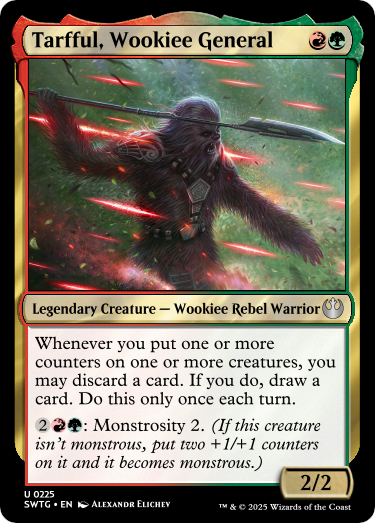 Tarfful, Wookiee General
Legendary Creature — Wookiee Rebel Warrior
Whenever you put one or more
counters on one or more creatures, you
may discard a card. If you do, draw a
card. Do this only once each turn.
2: Monstrosity 2. (If this creature
isn't monstrous, put two +1/+1 counters
on it and it becomes monstrous.)
2/2
U 0225
SWTG • EN Alexandr Elichev
™ & © 2025 Wizards of the Coast